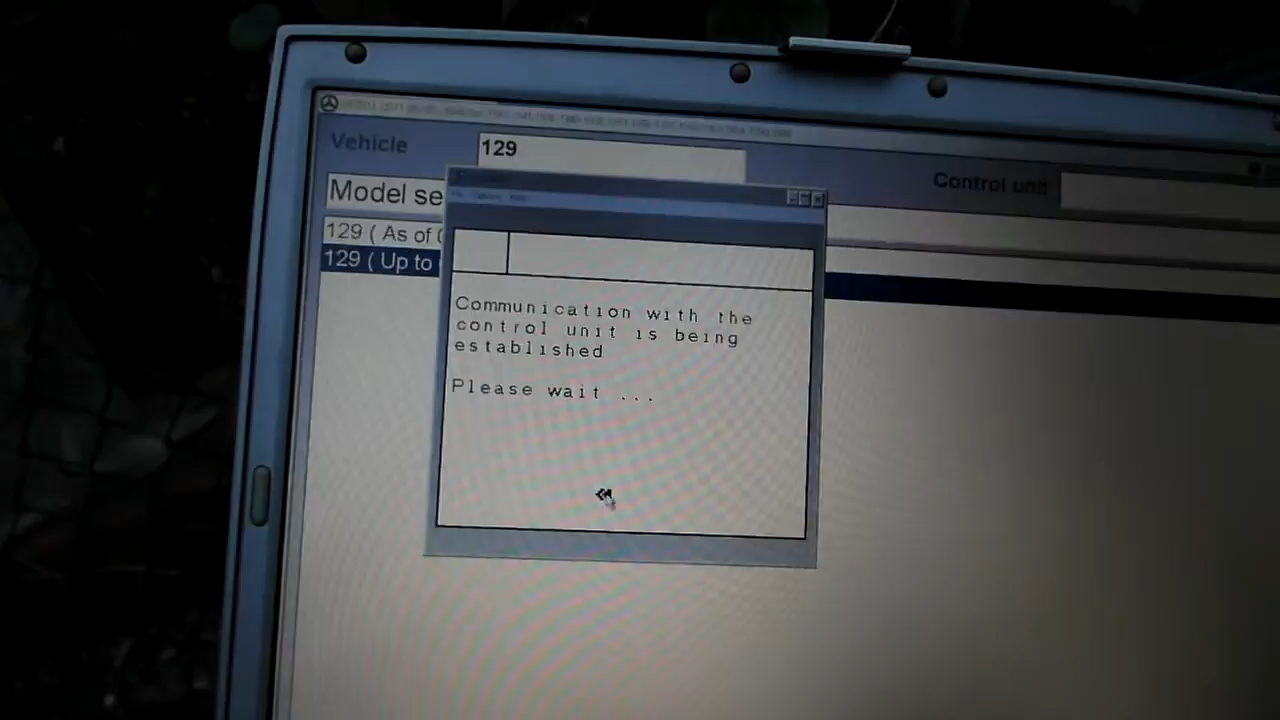 Vehicle
129
Control unit
Model se
129 ( As of
129 ( Up to
Communication with the
control unit is being
established
Please wait ...